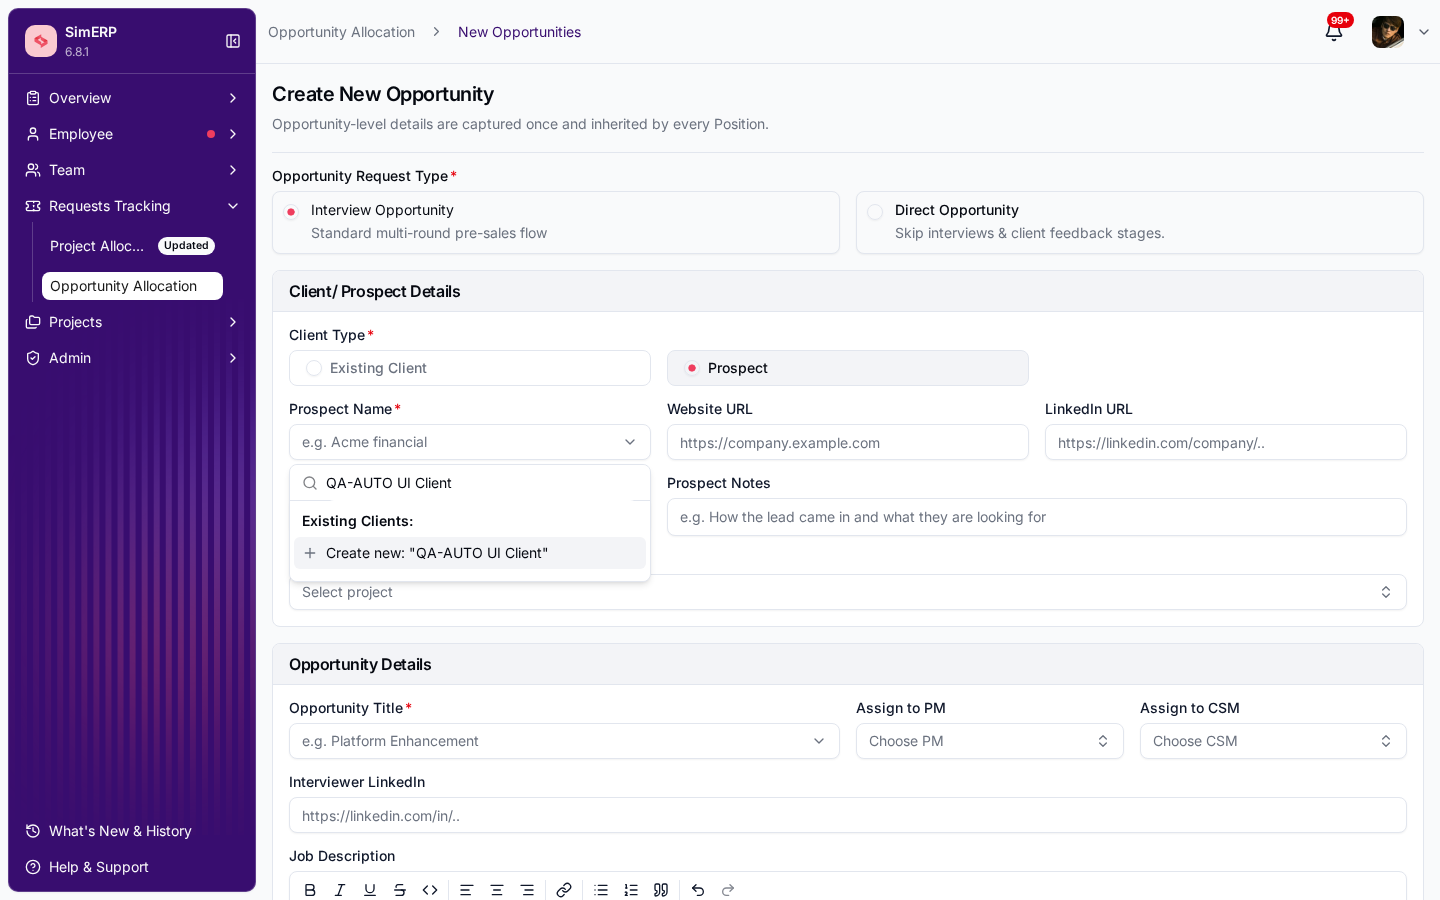 SimERP
6.8.1
Overview
Employee
Team
Requests Tracking
Project Alloc... Updated
Opportunity Allocation
Projects
Admin
What's New & History
Help & Support
Opportunity Allocation > New Opportunities
99+
Create New Opportunity
Opportunity-level details are captured once and inherited by every Position.
Opportunity Request Type*
Interview Opportunity
Standard multi-round pre-sales flow
Direct Opportunity
Skip interviews & client feedback stages.
Client/ Prospect Details
Client Type*
Existing Client
Prospect
Prospect Name* Website URL LinkedIn URL
e.g. Acme financial https://company.example.com https://linkedin.com/company/..
QA-AUTO UI Client
Existing Clients:
Create new: "QA-AUTO UI Client"
Prospect Notes
e.g. How the lead came in and what they are looking for
Select project
Opportunity Details
Opportunity Title* Assign to PM Assign to CSM
e.g. Platform Enhancement Choose PM Choose CSM
Interviewer LinkedIn
https://linkedin.com/in/..
Job Description